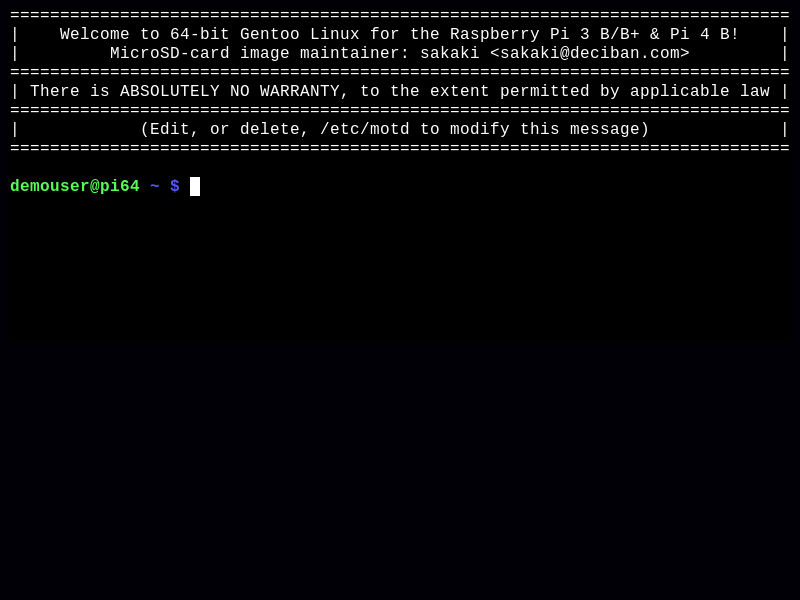 ==============================================================================
|    Welcome to 64-bit Gentoo Linux for the Raspberry Pi 3 B/B+ & Pi 4 B!    |
|         MicroSD-card image maintainer: sakaki <sakaki@deciban.com>         |
==============================================================================
| There is ABSOLUTELY NO WARRANTY, to the extent permitted by applicable law |
==============================================================================
|            (Edit, or delete, /etc/motd to modify this message)             |
==============================================================================
demouser@pi64 ~ $